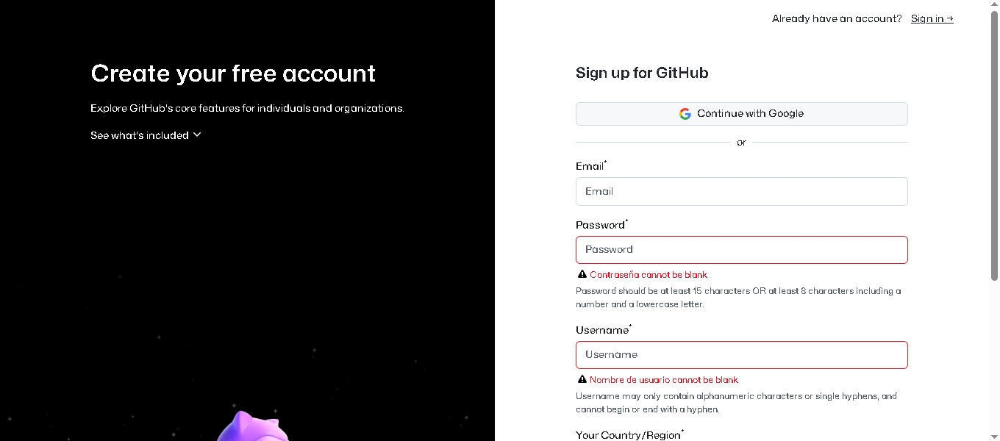 Already have an account? Sign in →
Create your free account
Explore GitHub's core features for individuals and organizations.
See what's included
Sign up for GitHub
Continue with Google
or
Email*
Email
Password*
Password
Contraseña cannot be blank
Password should be at least 15 characters OR at least 8 characters including a
number and a lowercase letter.
Username*
Username
Nombre de usuario cannot be blank
Username may only contain alphanumeric characters or single hyphens, and
cannot begin or end with a hyphen.
Your Country/Region*